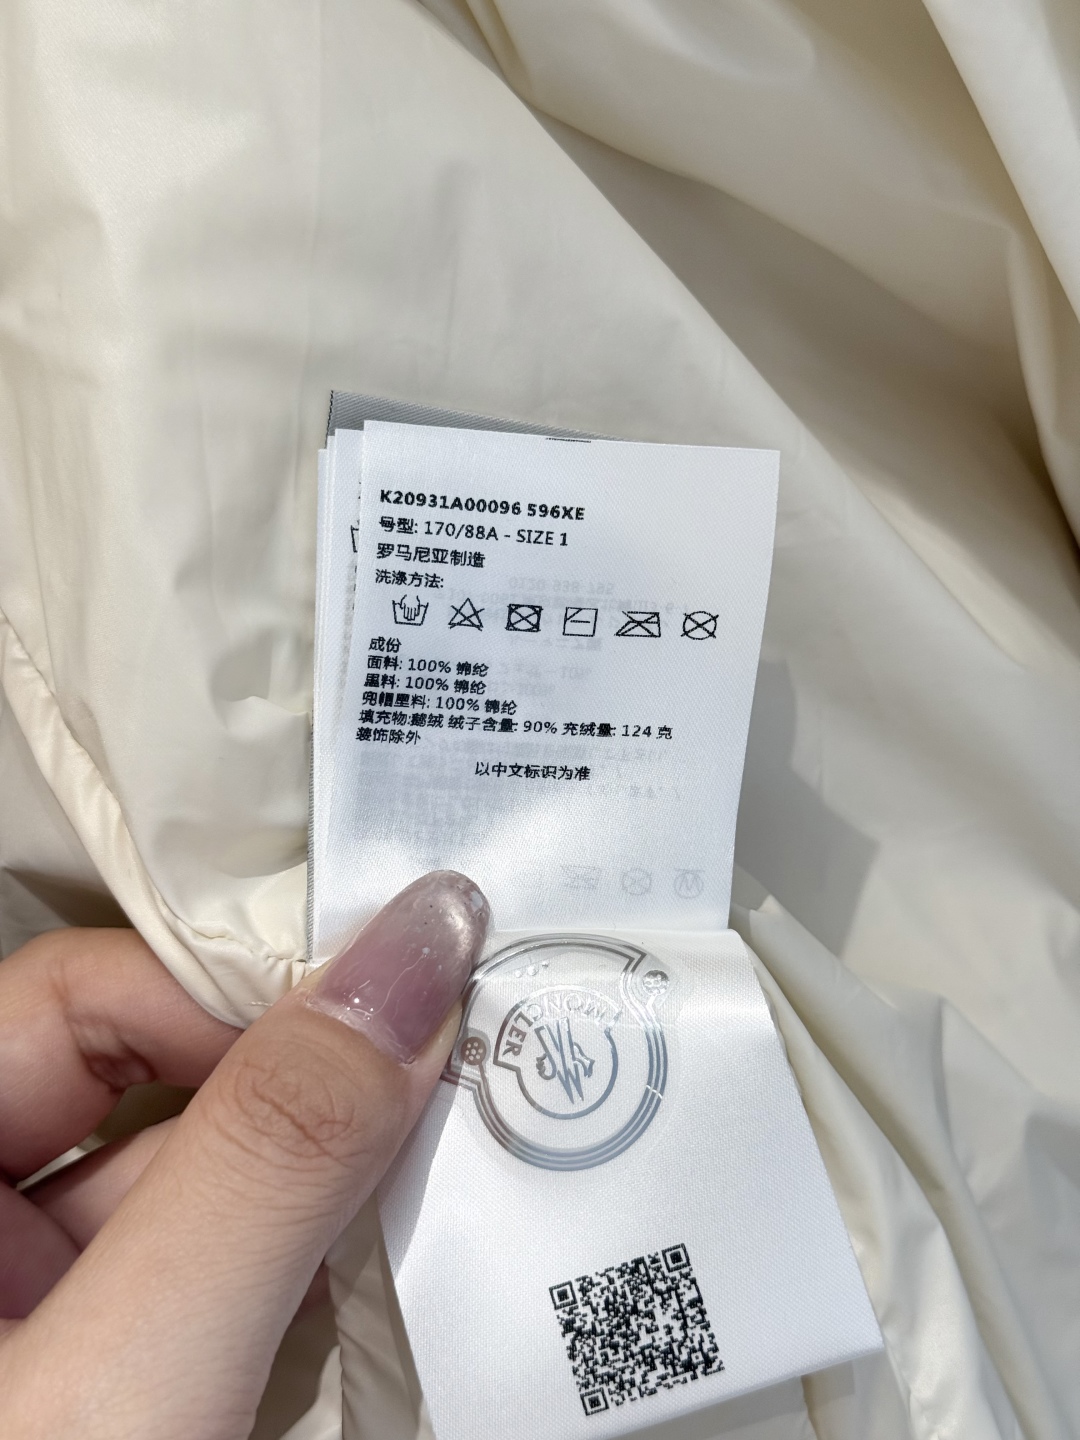 K20931A00096 596XE
号型: 170/88A - SIZE 1
罗马尼亚制造
洗涤方法:
成份
面料: 100% 锦纶
里料: 100% 锦纶
兜帽里料: 100% 锦纶
填充物:鹅绒 绒子含量: 90% 充绒量: 124 克
装饰除外
以中文标识为准
MONCLER